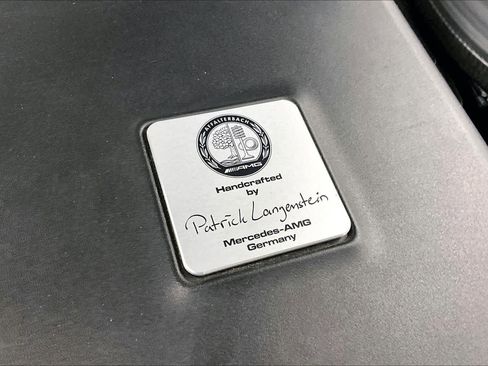 AFFALTERBACH
AMG
Handcrafted
by
Patrick Langenstein
Mercedes-AMG
Germany